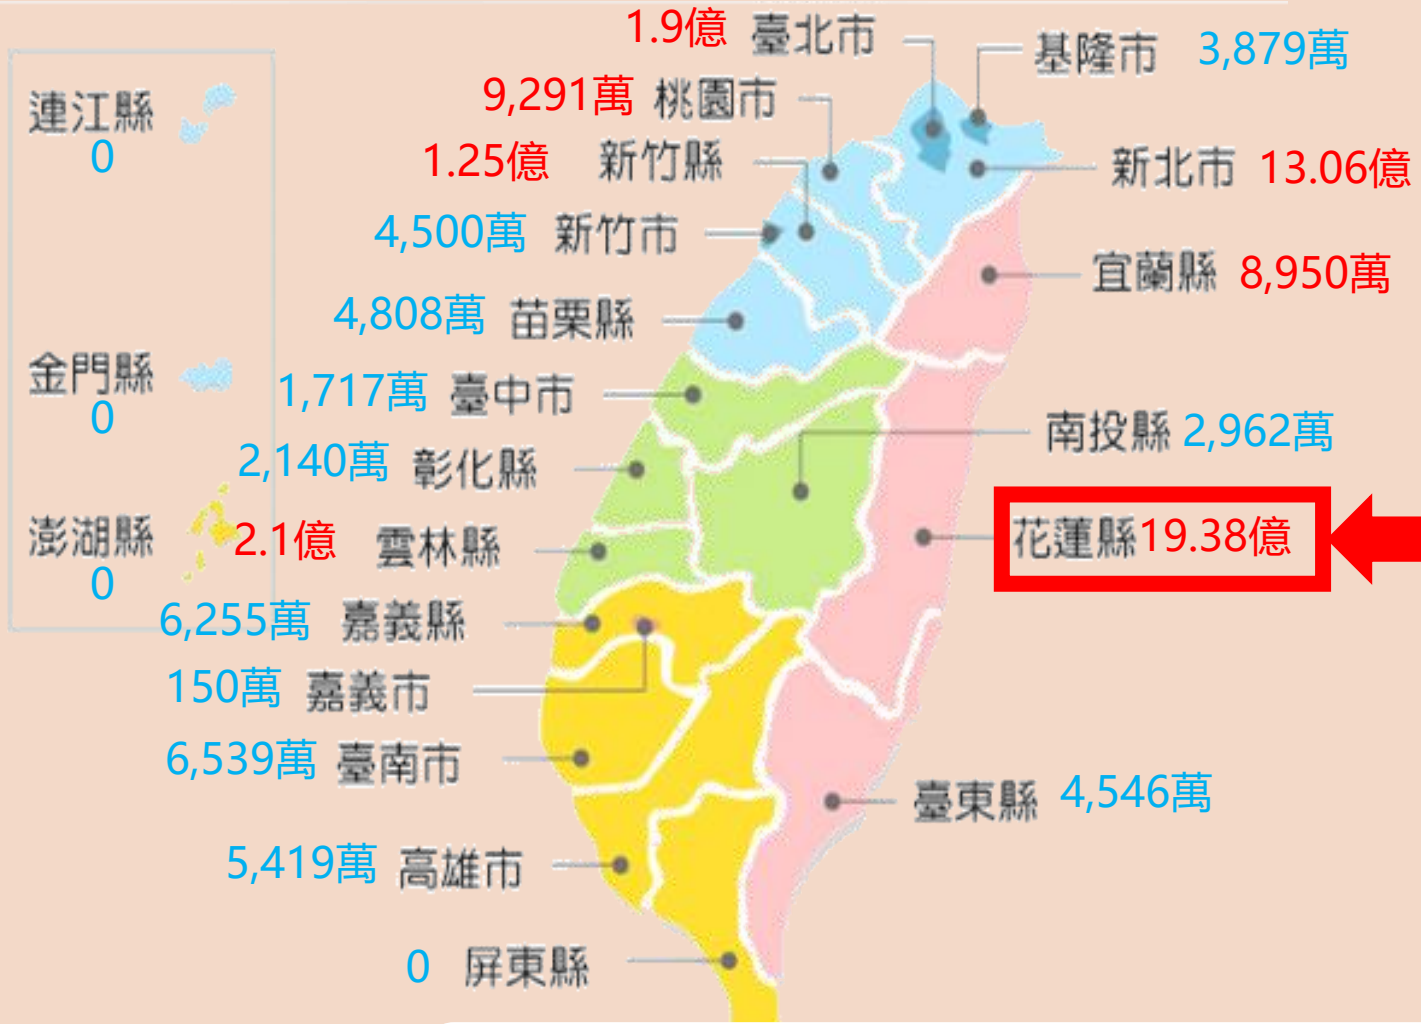 1.9億 臺北市
基隆市 3,879萬
9,291萬 桃園市
連江縣
0
1.25億 新竹縣
新北市 13.06億
4,500萬 新竹市
宜蘭縣 8,950萬
4,808萬 苗栗縣
金門縣
0
1,717萬 臺中市
南投縣 2,962萬
2,140萬 彰化縣
澎湖縣
0
2.1億 雲林縣
花蓮縣 19.38億
6,255萬 嘉義縣
150萬 嘉義市
6,539萬 臺南市
臺東縣 4,546萬
5,419萬 高雄市
0 屏東縣